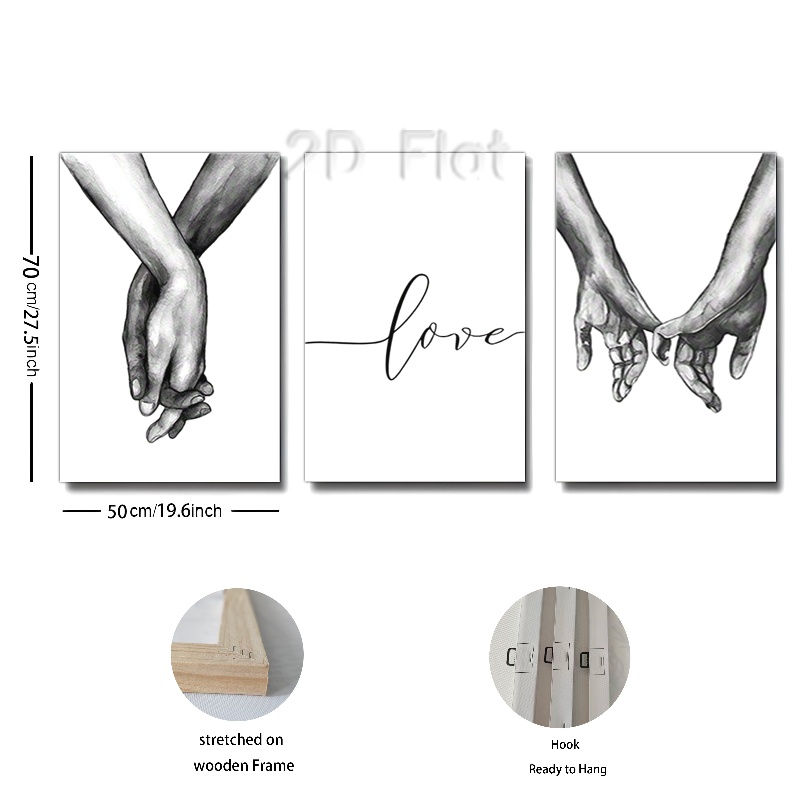 2D Flat
love
70 cm/27.5inch
50cm/19.6inch
stretched on
wooden Frame
Hook
Ready to Hang